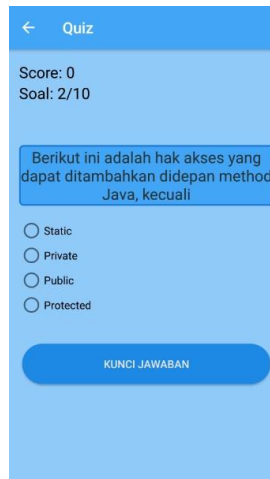 Quiz
Score: 0
Soal: 2/10
Berikut ini adalah hak akses yang
dapat ditambahkan didepan method
Java, kecuali
Static
Private
Public
Protected
KUNCI JAWABAN